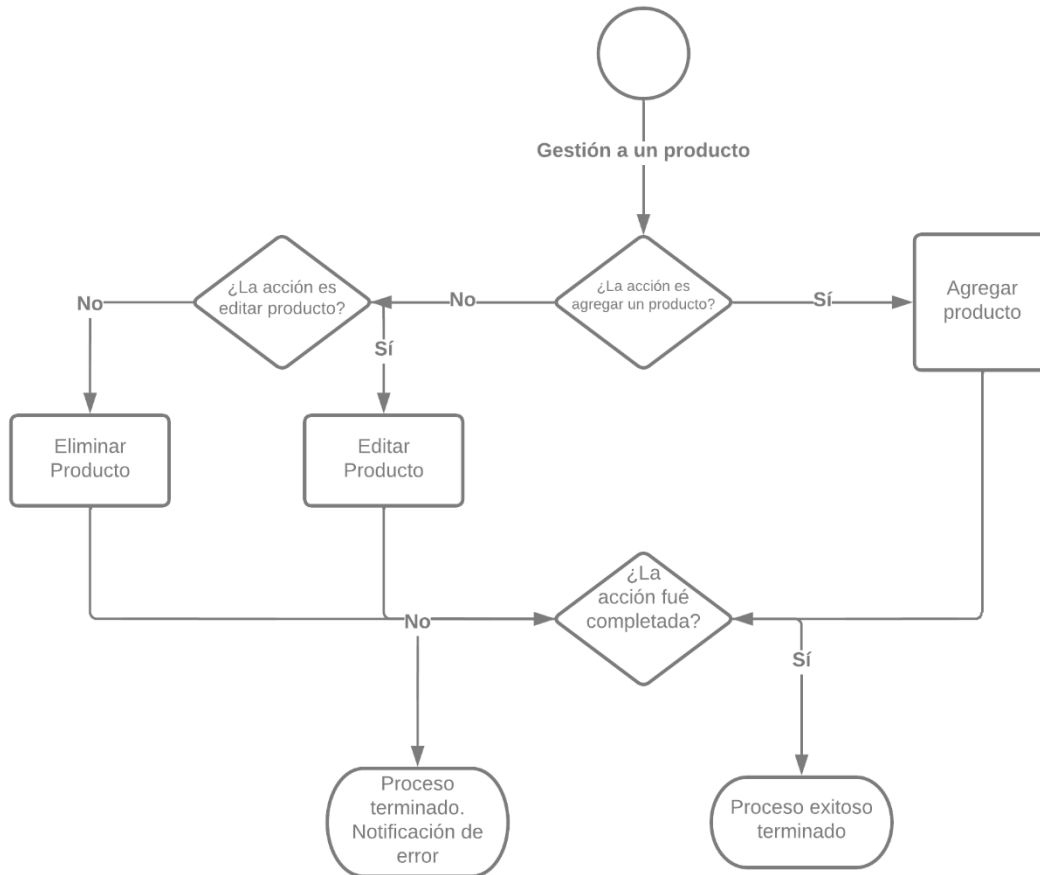 Gestión a un producto
¿La acción es
editar producto?
¿La acción es
agregar un producto?
Agregar
producto
No
No
Sí
Sí
Eliminar
Producto
Editar
Producto
¿La
acción fué
completada?
No
Sí
Proceso
terminado.
Notificación de
error
Proceso exitoso
terminado